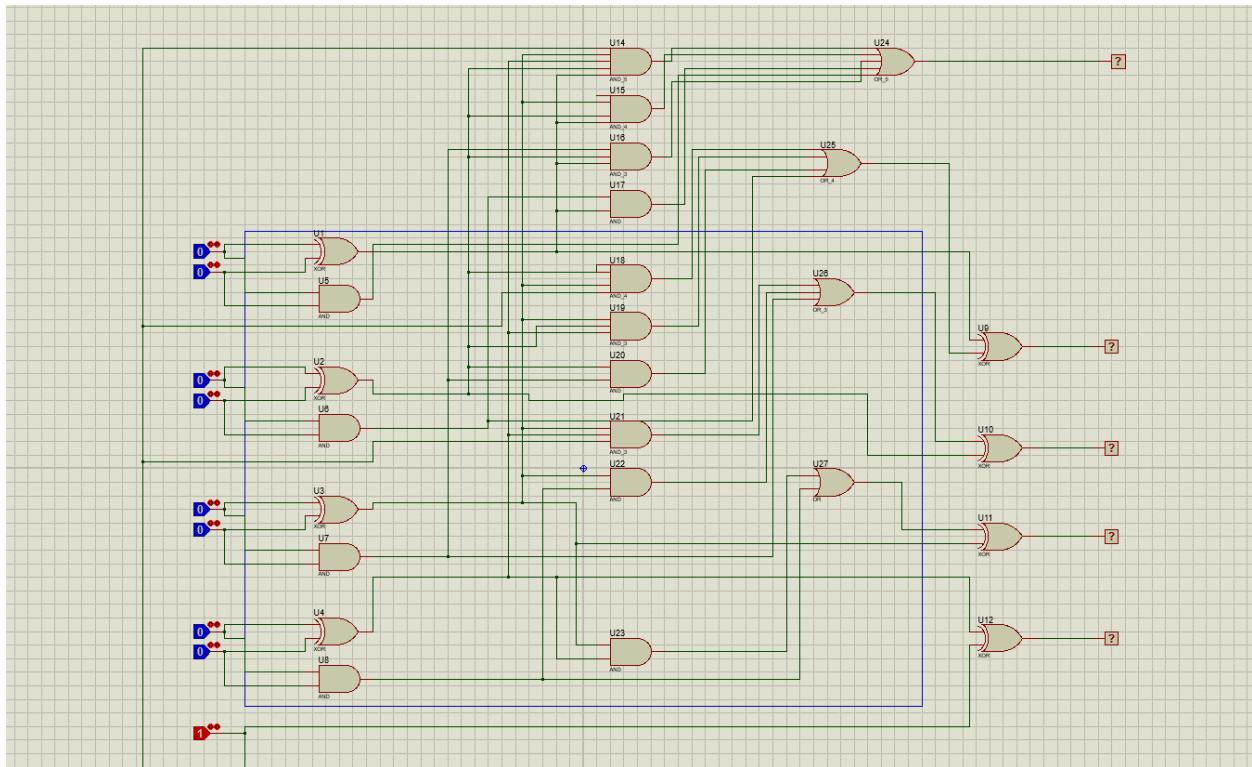 U14
U24
?
AND_5
OR_5
U15
AND_4
U16
U25
AND_3
OR_4
U17
AND
U1
0
0
XOR
U18
U26
U5
AND_4
AND
U19
OR_3
U9
?
AND_3
U2
U20
XOR
0
0
XOR
AND
U6
U21
U10
AND
AND_3
?
U22
U27
XOR
U3
0
AND
OR
U11
0
XOR
?
U7
XOR
AND
U4
U12
0
U23
?
0
XOR
XOR
U8
AND
AND
1